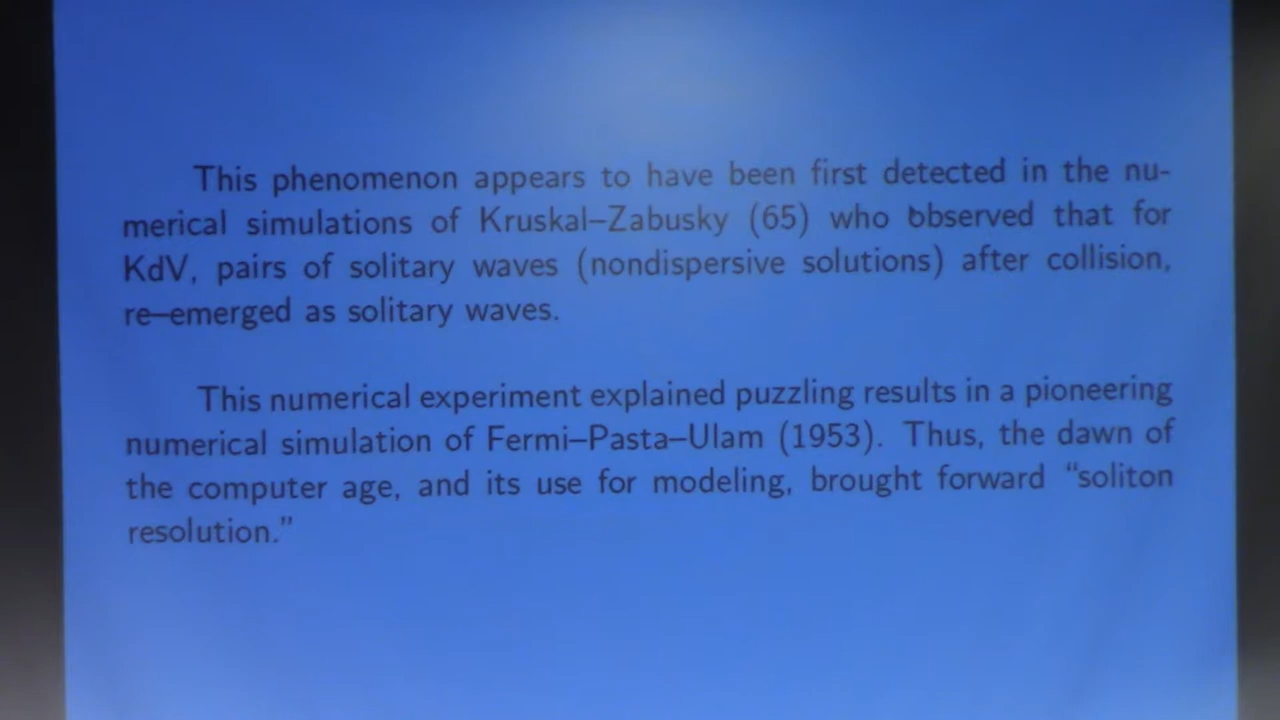 This phenomenon appears to have been first detected in the nu-
merical simulations of Kruskal–Zabusky (65) who observed that for
KdV, pairs of solitary waves (nondispersive solutions) after collision,
re–emerged as solitary waves.
This numerical experiment explained puzzling results in a pioneering
numerical simulation of Fermi–Pasta–Ulam (1953). Thus, the dawn of
the computer age, and its use for modeling, brought forward “soliton
resolution.”